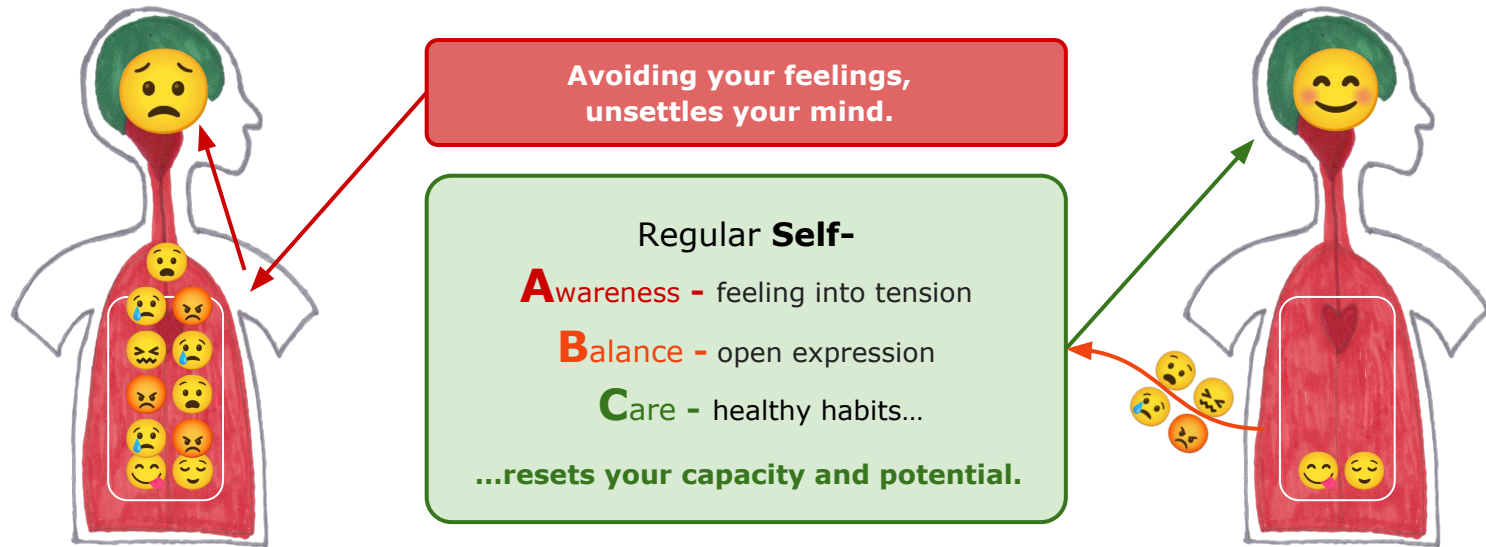 Avoiding your feelings,
unsettles your mind.
Regular Self-
Awareness - feeling into tension
Balance - open expression
Care - healthy habits…
…resets your capacity and potential.